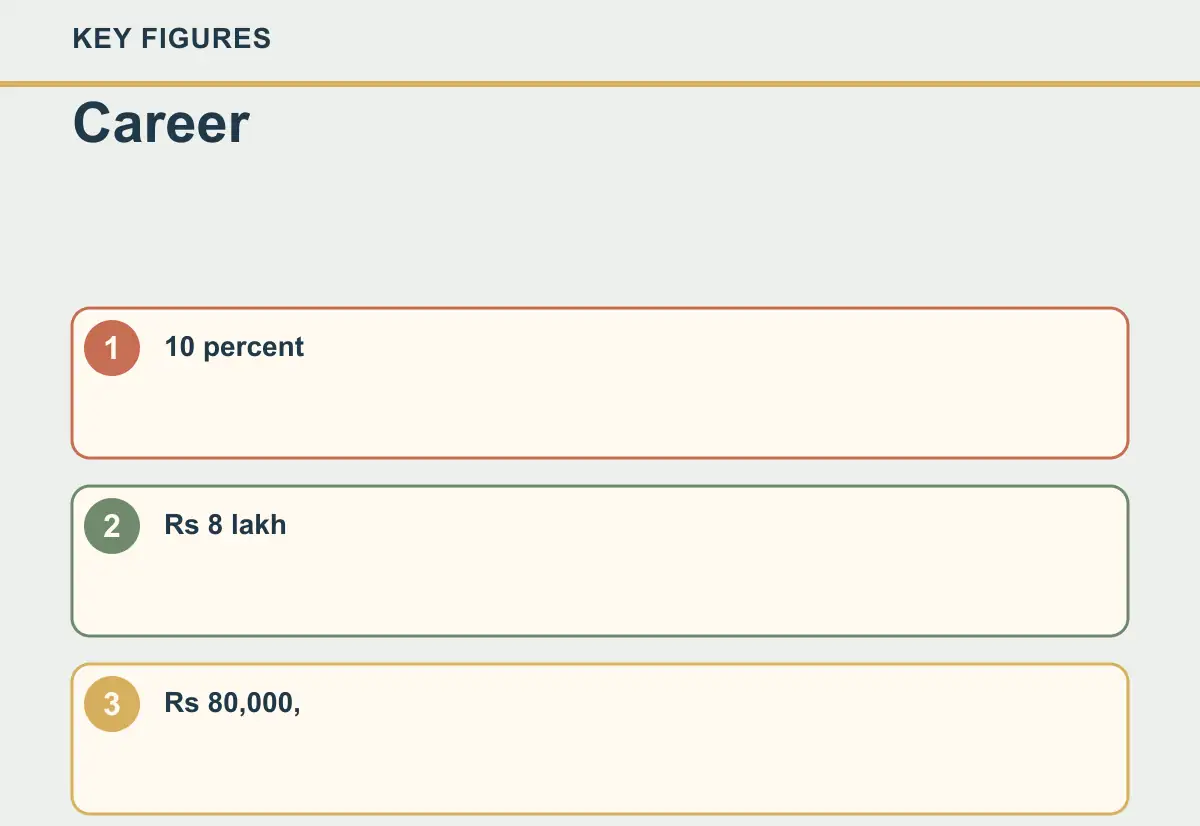 KEY FIGURES
Career
1 10 percent
2 Rs 8 lakh
3 Rs 80,000,